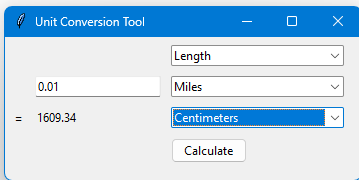 Unit Conversion Tool
Length
0.01 Miles
= 1609.34 Centimeters
Calculate